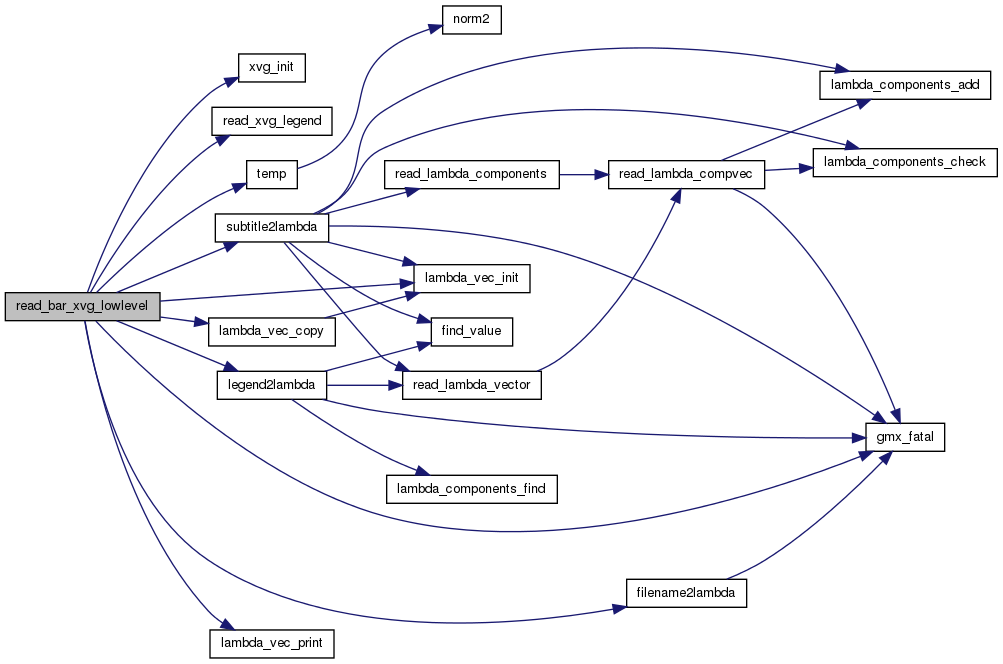 norm2
xvg_init
lambda_components_add
read_xvg_legend
lambda_components_check
temp
read_lambda_components
read_lambda_compvec
subtitle2lambda
lambda_vec_init
read_bar_xvg_lowlevel
lambda_vec_copy
find_value
legend2lambda
read_lambda_vector
gmx_fatal
lambda_components_find
filename2lambda
lambda_vec_print